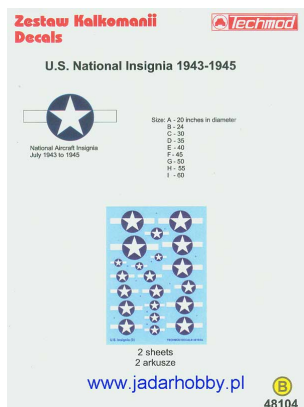 Zestaw Kalkomanii
Decals
Techmod
U.S. National Insignia 1943-1945
Size: A - 20 inches in diameter
B - 24
C - 30
D - 35
E - 40
F - 45
G - 50
H - 55
I - 60
National Aircraft Insignia
July 1943 to 1945
2 sheets
2 arkusze
www.jadarhobby.pl
B
48104